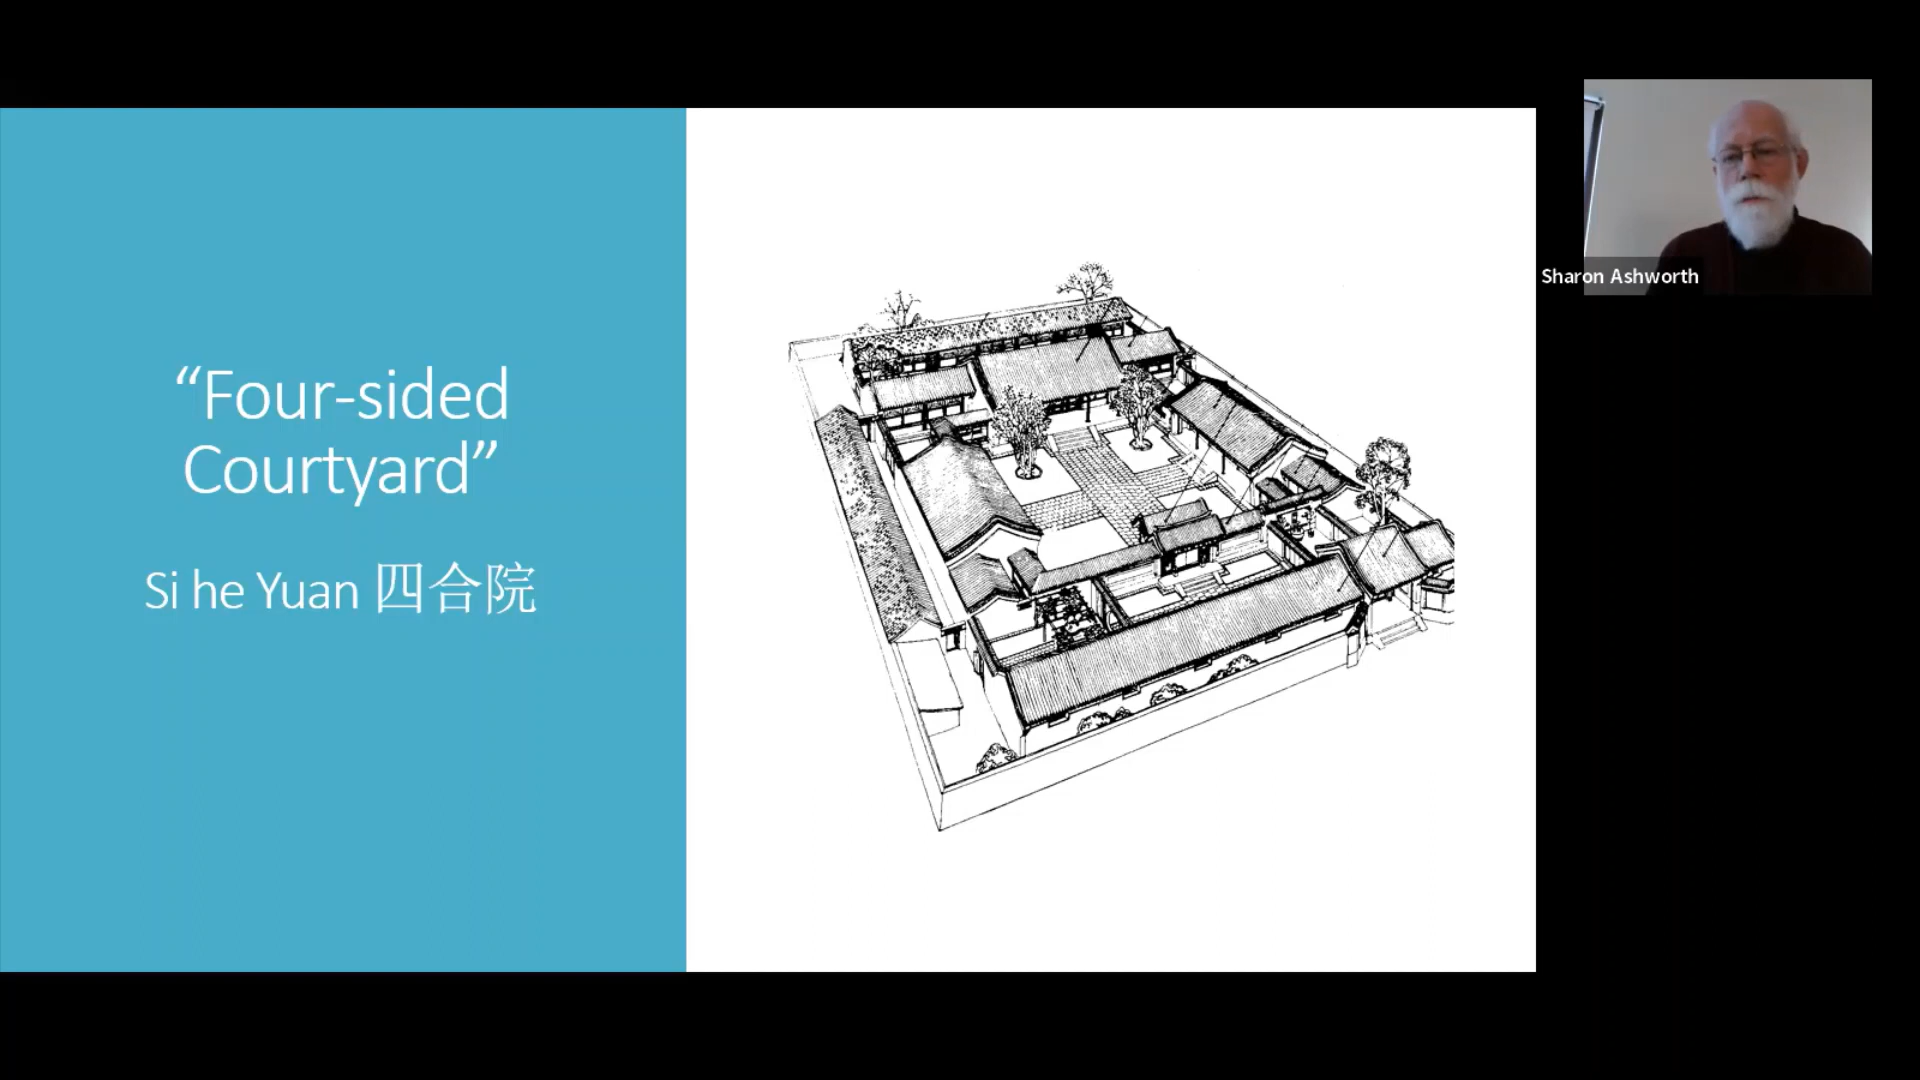 “Four-sided
Courtyard”
Si he Yuan 四合院
Sharon Ashworth